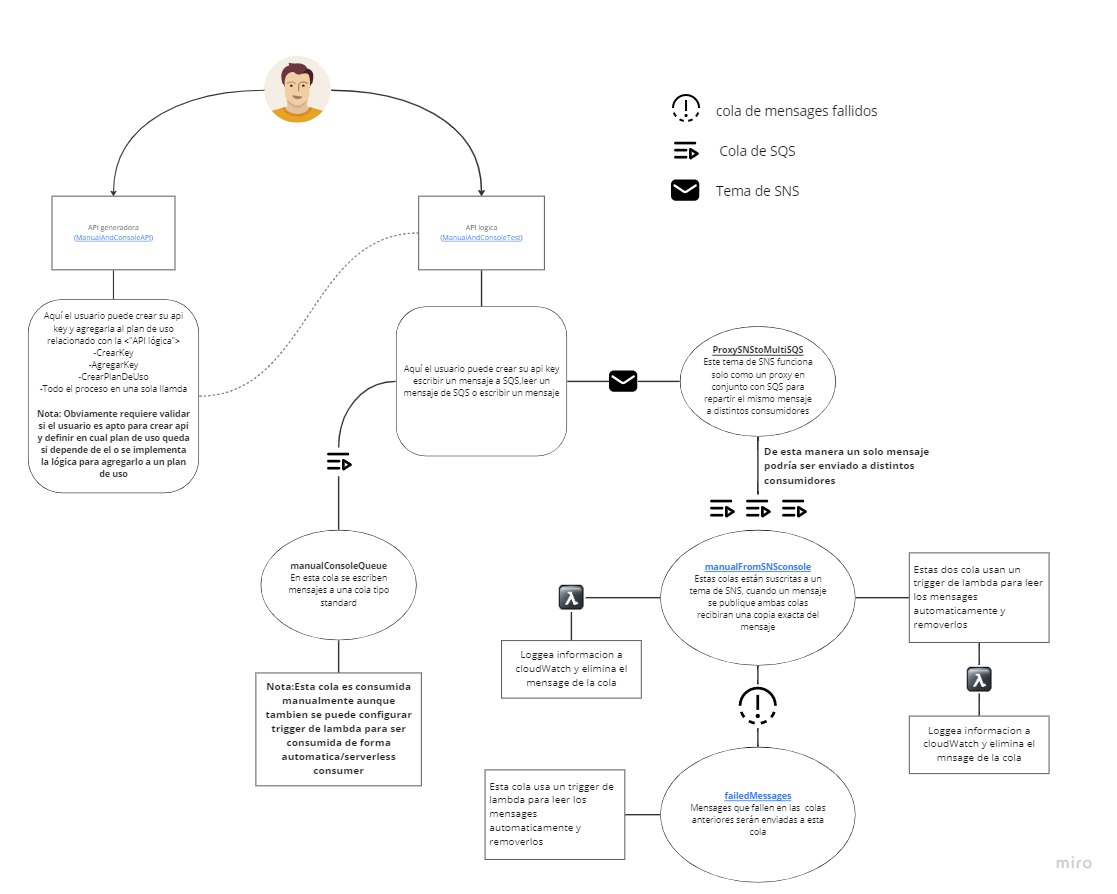 cola de mensages fallidos
Cola de SQS
Tema de SNS
API generadora
(ManualAndConsoleAPI)
API logica
(ManualAndConsoleTest)
Aquí el usuario puede crear su api
key y agregarla al plan de uso
relacionado con la <"API lógica">
-CrearKey
-AgregarKey
-CrearPlanDeUso
-Todo el proceso en una sola llamda
Nota: Obviamente requiere validar
si el usuario es apto para crear api
y definir en cual plan de uso queda
si depende de el o se implementa
la lógica para agregarlo a un plan
de uso
Aquí el usuario puede crear su api key
escribir un mensaje a SQS,leer un
mensaje de SQS o escribir un mensaje
ProxySNStoMultiSQS
Este tema de SNS funciona
solo como un proxy en
conjunto con SQS para
repartir el mismo mensaje
a distintos consumidores
De esta manera un solo mensaje
podría ser enviado a distintos
consumidores
manualConsoleQueue
En esta cola se escriben
mensajes a una cola tipo
standard
Nota:Esta cola es consumida
manualmente aunque
tambien se puede configurar
trigger de lambda para ser
consumida de forma
automatica/serverless
consumer
manualFromSNSconsole
Estas colas están suscritas a un
tema de SNS, cuando un mensaje
se publique ambas colas
recibiran una copia exacta del
mensaje
Estas dos cola usan un
trigger de lambda para leer
los mensages
automaticamente y
removerlos
Loggea informacion a
cloudWatch y elimina el
mensage de la cola
Loggea informacion a
cloudWatch y elimina el
mnsage de la cola
Esta cola usa un trigger de
lambda para leer los
mensages
automaticamente y
removerlos
failedMessages
Mensages que fallen en las  colas
anteriores serán enviadas a esta
cola
miro